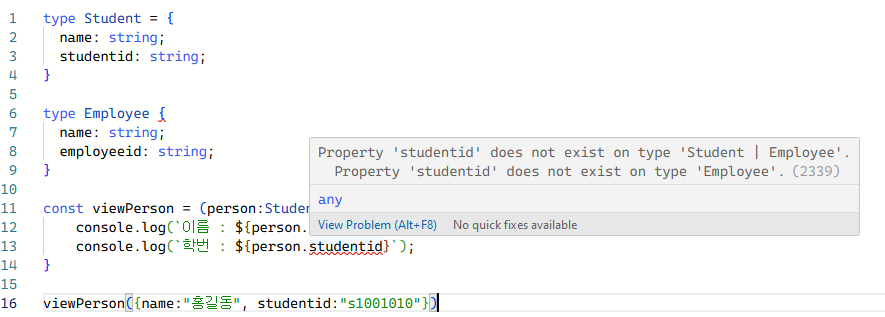 1 type Student = {
2 name: string;
3 studentid: string;
4 }
5
6 type Employee {
7 name: string;
8 employeeid: string;
9 }
10
11 const viewPerson = (person:Studen
12 console.log(`이름 : ${person.
13 console.log(`학번 : ${person.studentid}`);
14 }
15
16 viewPerson({name:"홍길동", studentid:"s1001010"})
Property 'studentid' does not exist on type 'Student | Employee'.
Property 'studentid' does not exist on type 'Employee'. (2339)
any
View Problem (Alt+F8) No quick fixes available